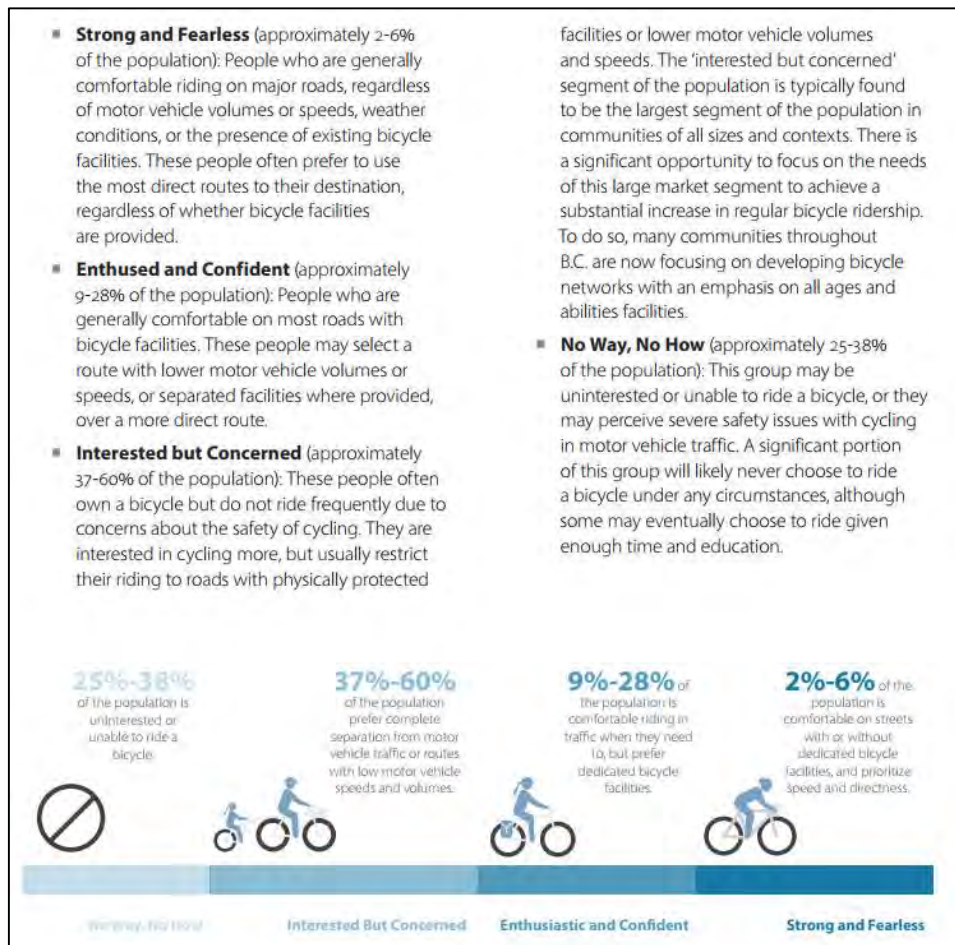 Strong and Fearless (approximately 2-6%
of the population): People who are generally
comfortable riding on major roads, regardless
of motor vehicle volumes or speeds, weather
conditions, or the presence of existing bicycle
facilities. These people often prefer to use
the most direct routes to their destination,
regardless of whether bicycle facilities
are provided.
Enthused and Confident (approximately
9-28% of the population): People who are
generally comfortable on most roads with
bicycle facilities. These people may select a
route with lower motor vehicle volumes or
speeds, or separated facilities where provided,
over a more direct route.
Interested but Concerned (approximately
37-60% of the population): These people often
own a bicycle but do not ride frequently due to
concerns about the safety of cycling. They are
interested in cycling more, but usually restrict
their riding to roads with physically protected
facilities or lower motor vehicle volumes
and speeds. The 'interested but concerned'
segment of the population is typically found
to be the largest segment of the population in
communities of all sizes and contexts. There is
a significant opportunity to focus on the needs
of this large market segment to achieve a
substantial increase in regular bicycle ridership.
To do so, many communities throughout
B.C. are now focusing on developing bicycle
networks with an emphasis on all ages and
abilities facilities.
No Way, No How (approximately 25-38%
of the population): This group may be
uninterested or unable to ride a bicycle, or they
may perceive severe safety issues with cycling
in motor vehicle traffic. A significant portion
of this group will likely never choose to ride
a bicycle under any circumstances, although
some may eventually choose to ride given
enough time and education.
25%-38%
of the population is
uninterested or
unable to ride a
bicycle.
37%-60%
of the population
prefer complete
separation from motor
vehicle traffic or routes
with low motor vehicle
speeds and volumes.
9%-28% of
the population is
comfortable riding in
traffic when they need
to, but prefer
dedicated bicycle
facilities.
2%-6% of the
population is
comfortable on streets
with or without
dedicated bicycle
facilities, and prioritize
speed and directness.
No Way, No How
Interested But Concerned
Enthusiastic and Confident
Strong and Fearless